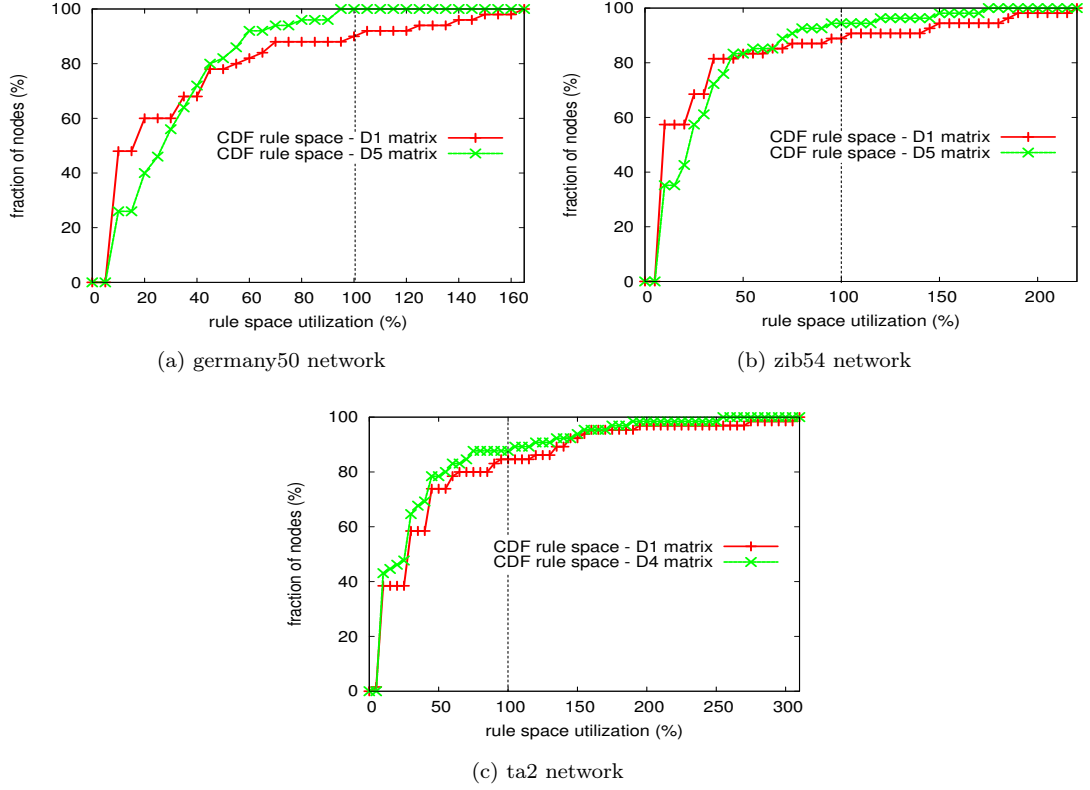 fraction of nodes (%)
100
80
60
40
20
0
CDF rule space - D1 matrix
CDF rule space - D5 matrix
0 20 40 60 80 100 120 140 160
rule space utilization (%)
(a) germany50 network
fraction of nodes (%)
100
80
60
40
20
0
CDF rule space - D1 matrix
CDF rule space - D5 matrix
0 50 100 150 200
rule space utilization (%)
(b) zib54 network
fraction of nodes (%)
100
80
60
40
20
0
CDF rule space - D1 matrix
CDF rule space - D4 matrix
0 50 100 150 200 250 300
rule space utilization (%)
(c) ta2 network